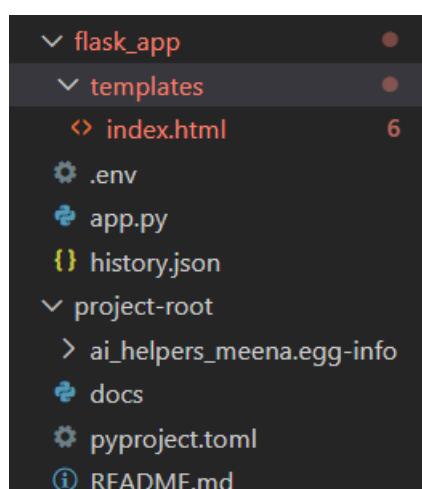 flask_app
templates
index.html 6
.env
app.py
history.json
project-root
ai_helpers_meena.egg-info
docs
pyproject.toml
README.md